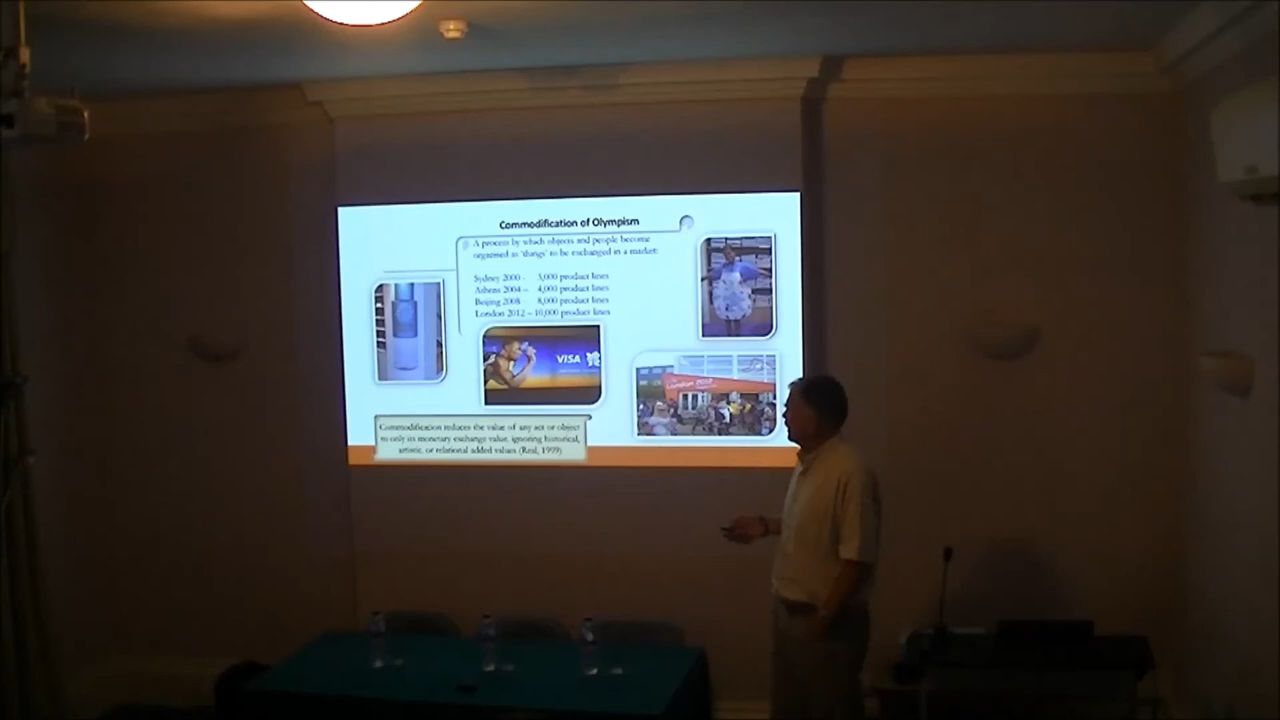 Commodification of Olympism
A process by which objects and people become
organised as 'things' to be exchanged in a market:
Sydney 2000 - 3,000 product lines
Athens 2004 – 4,000 product lines
Beijing 2008 - 8,000 product lines
London 2012 – 10,000 product lines
VISA
London 2012
Commodification reduces the value of any act or object
to only its monetary exchange value, ignoring historical,
artistic, or relational added values (Real, 1999)